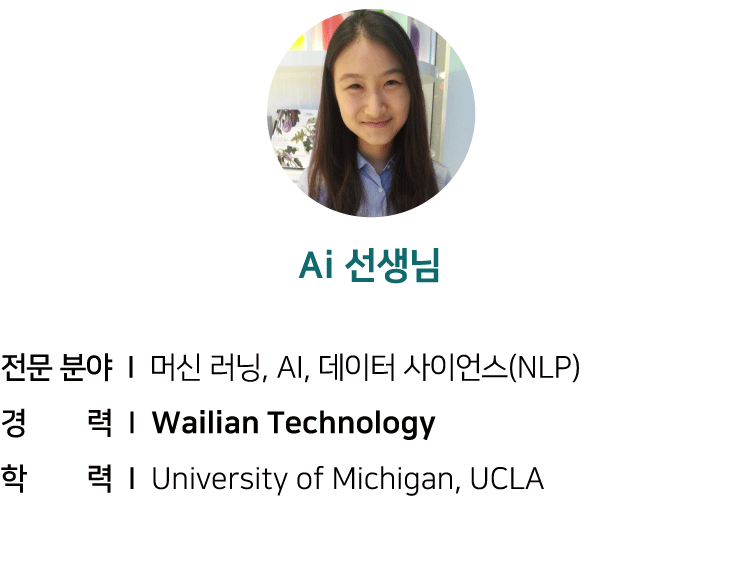 Ai 선생님
전문 분야 I 머신 러닝, AI, 데이터 사이언스(NLP)
경 력 I Wailian Technology
학 력 I University of Michigan, UCLA